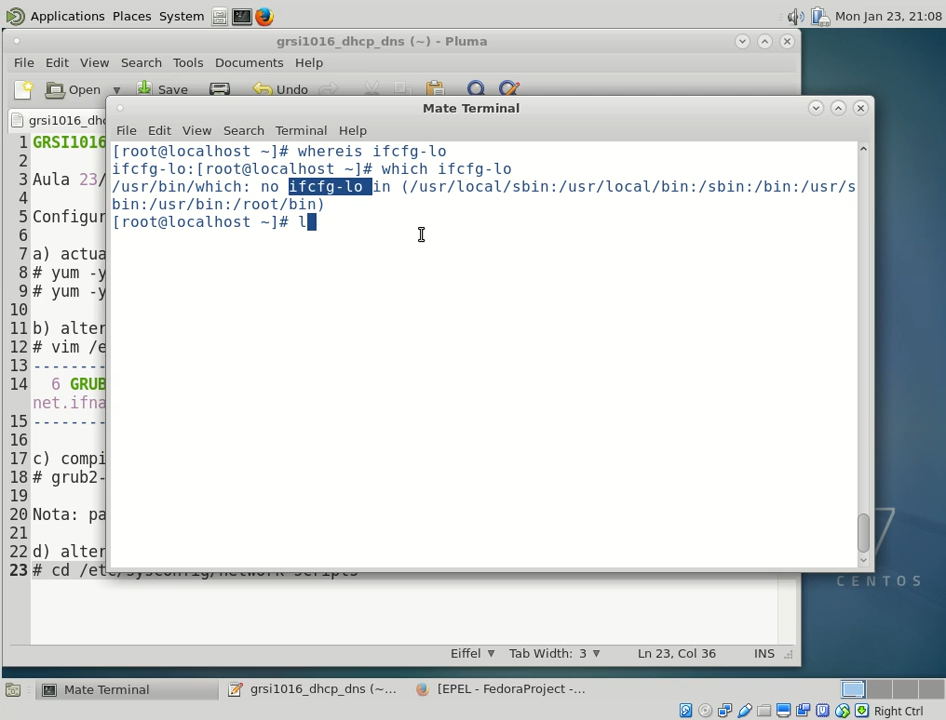 Applications Places System
Mon Jan 23, 21:08
grsi1016_dhcp_dns (~) - Pluma
File Edit View Search Tools Documents Help
Open Save Undo
grsi1016_dhc
Mate Terminal
File Edit View Search Terminal Help
[root@localhost ~]# whereis ifcfg-lo
ifcfg-lo:[root@localhost ~]# which ifcfg-lo
/usr/bin/which: no ifcfg-lo in (/usr/local/sbin:/usr/local/bin:/sbin:/bin:/usr/s
bin:/usr/bin:/root/bin)
[root@localhost ~]# l
1 GRSI1016
2
3 Aula 23/
4
5 Configur
6
7 a) actua
8 # yum -y
9 # yum -y
10
11 b) alter
12 # vim /e
13 --------
14 6 GRUB
net.ifna
15 --------
16
17 c) compi
18 # grub2-
19
20 Nota: pa
21
22 d) alter
23 # cd /etc/sysconfig/network-scripts
7
CENTOS
Eiffel Tab Width: 3 Ln 23, Col 36 INS
Mate Terminal
grsi1016_dhcp_dns (~...
[EPEL - FedoraProject -...
Right Ctrl